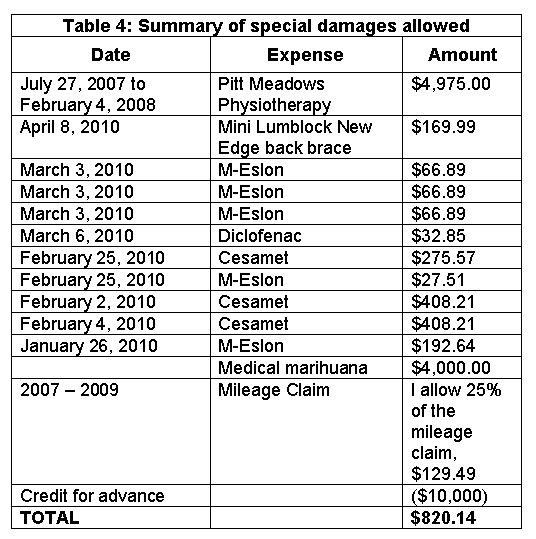 Table 4: Summary of special damages allowed
Date Expense Amount
July 27, 2007 to Pitt Meadows $4,975.00
February 4, 2008 Physiotherapy
April 8, 2010 Mini Lumblock New $169.99
Edge back brace
March 3, 2010 M-Eslon $66.89
March 3, 2010 M-Eslon $66.89
March 3, 2010 M-Eslon $66.89
March 6, 2010 Diclofenac $32.85
February 25, 2010 Cesamet $275.57
February 25, 2010 M-Eslon $27.51
February 2, 2010 Cesamet $408.21
February 4, 2010 Cesamet $408.21
January 26, 2010 M-Eslon $192.64
Medical marihuana $4,000.00
2007 – 2009 Mileage Claim I allow 25%
of the
mileage
claim,
$129.49
Credit for advance ($10,000)
TOTAL $820.14